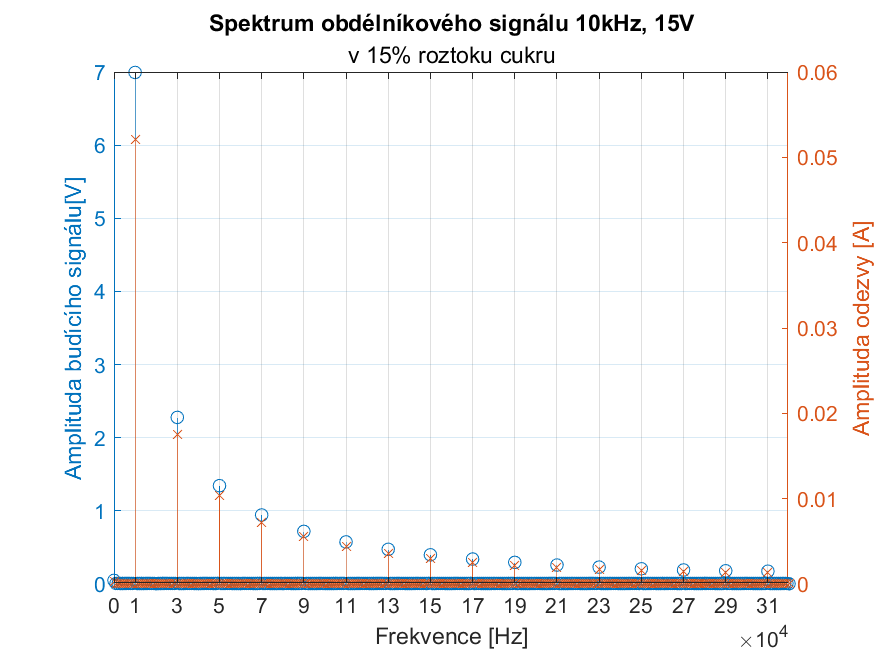 Spektrum obdélníkového signálu 10kHz, 15V
v 15% roztoku cukru
Amplituda budícího signálu[V]
7
6
5
4
3
2
1
0
0.06
0.05
0.04
0.03
0.02
0.01
0
Amplituda odezvy [A]
0 1 3 5 7 9 11 13 15 17 19 21 23 25 27 29 31
Frekvence [Hz]
×10⁴